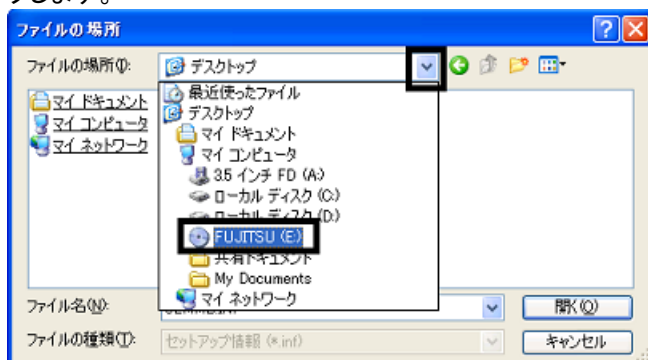 うします。
ファイルの場所
ファイルの場所(I):
デスクトップ
マイ ドキュメント
マイ コンピュータ
マイ ネットワーク
最近使ったファイル
デスクトップ
マイ ドキュメント
マイ コンピュータ
3.5 インチ FD (A:)
ローカル ディスク (C:)
ローカル ディスク (D:)
FUJITSU (E:)
共有ドキュメント
My Documents
マイ ネットワーク
ファイル名(N):
開く(O)
ファイルの種類(T):
セットアップ情報 (*.inf)
キャンセル